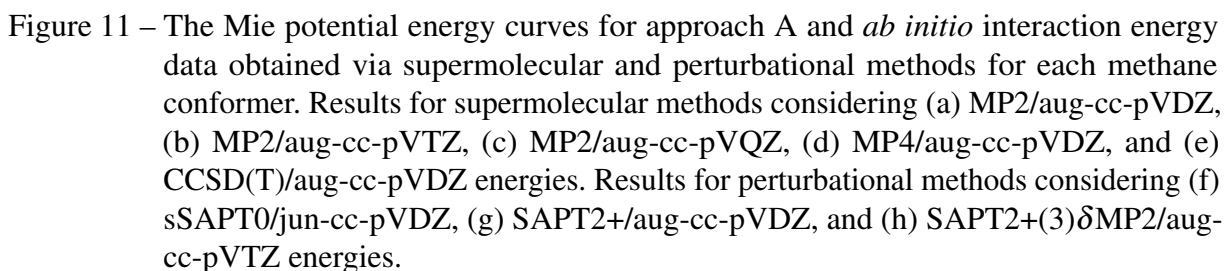 Figure 11 – The Mie potential energy curves for approach A and ab initio interaction energy
data obtained via supermolecular and perturbational methods for each methane
conformer. Results for supermolecular methods considering (a) MP2/aug-cc-pVDZ,
(b) MP2/aug-cc-pVTZ, (c) MP2/aug-cc-pVQZ, (d) MP4/aug-cc-pVDZ, and (e)
CCSD(T)/aug-cc-pVDZ energies. Results for perturbational methods considering (f)
sSAPT0/jun-cc-pVDZ, (g) SAPT2+/aug-cc-pVDZ, and (h) SAPT2+(3)δMP2/aug-
cc-pVTZ energies.